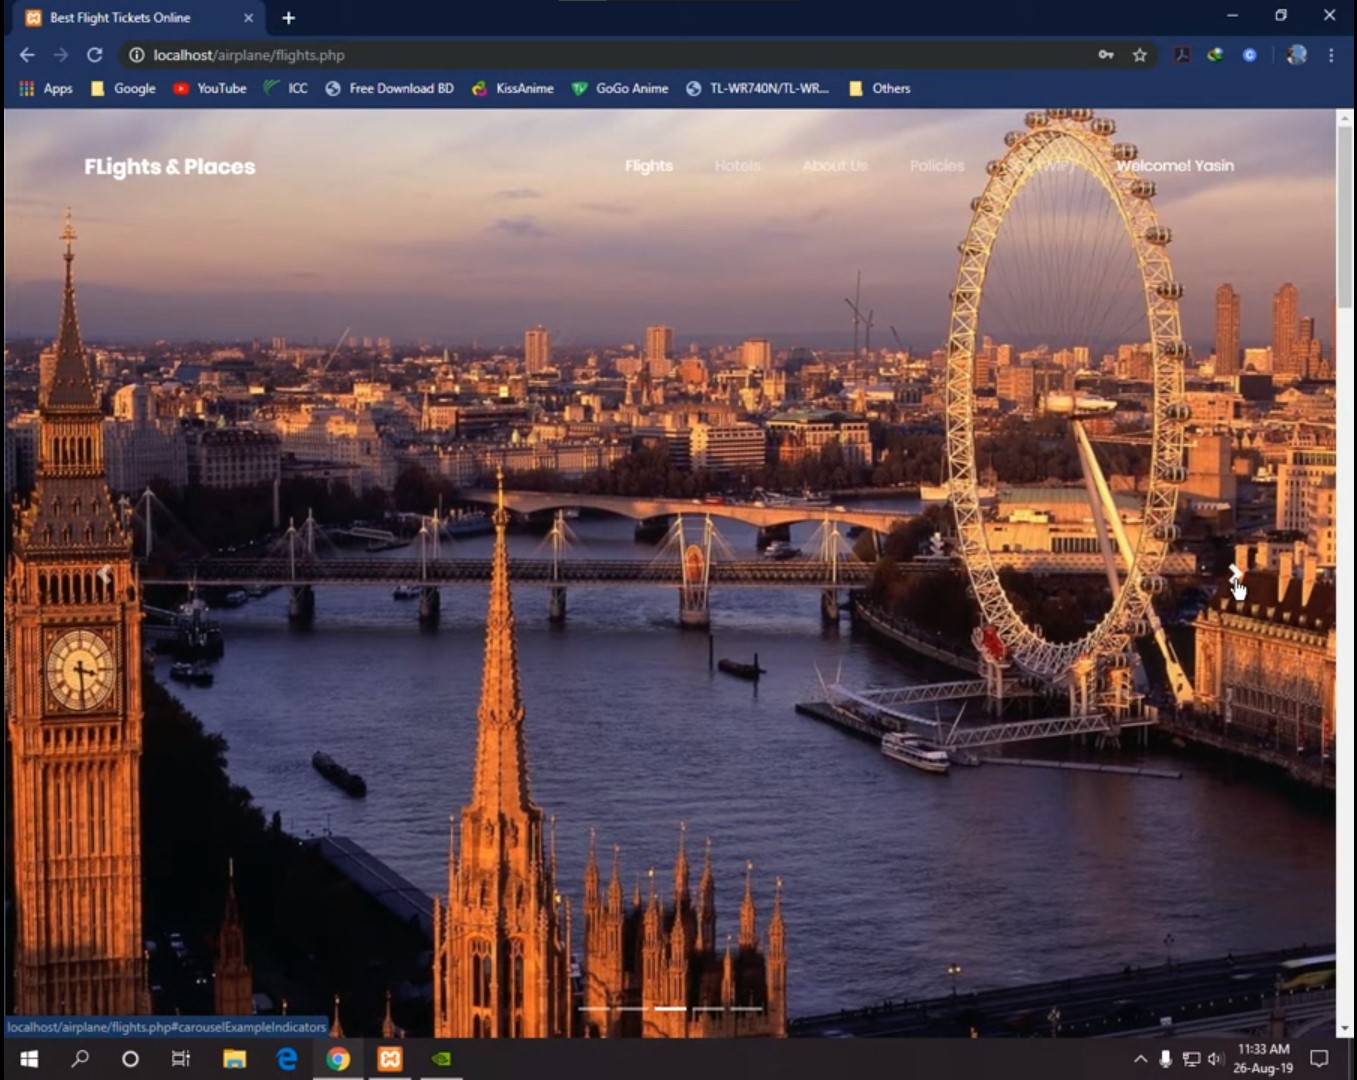 Best Flight Tickets Online
localhost/airplane/flights.php
Apps Google YouTube ICC Free Download BD KissAnime GoGo Anime TL-WR740N/TL-WR... Others
FLights & Places Flights Hotels About Us Policies Welcome! Yasin
localhost/airplane/flights.php#carouselExampleIndicators
11:33 AM
26-Aug-19